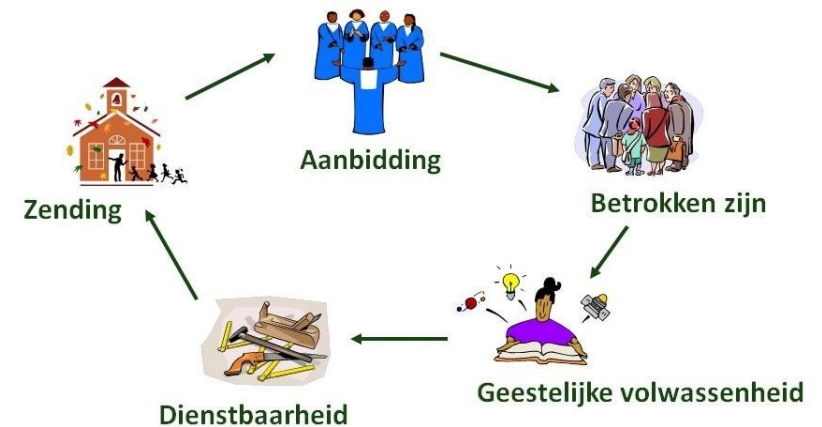 Aanbidding
Betrokken zijn
Geestelijke volwassenheid
Dienstbaarheid
Zending